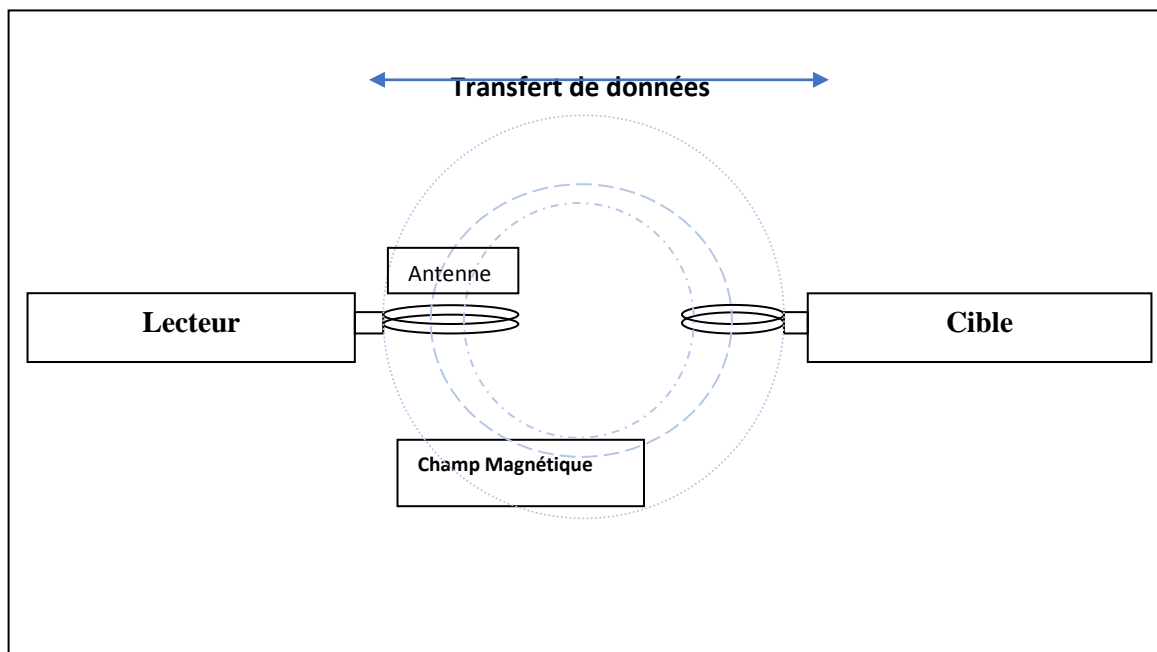 Transfert de données
Antenne
Lecteur
Cible
Champ Magnétique